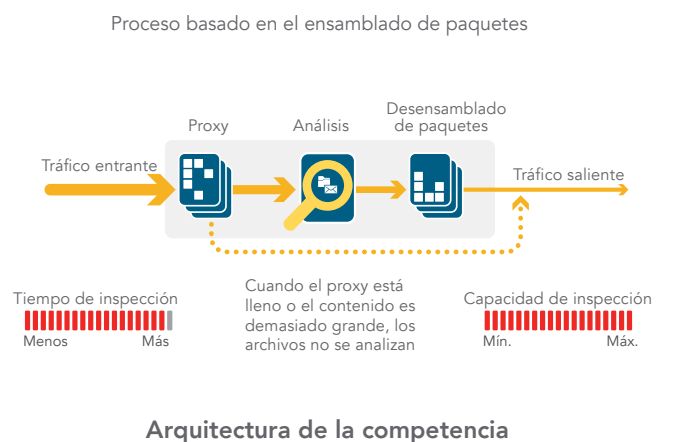 Proceso basado en el ensamblado de paquetes
Proxy
Análisis
Desensamblado
de paquetes
Tráfico entrante
Tráfico saliente
Cuando el proxy está
lleno o el contenido es
demasiado grande, los
archivos no se analizan
Tiempo de inspección
Menos Más
Capacidad de inspección
Mín. Máx.
Arquitectura de la competencia